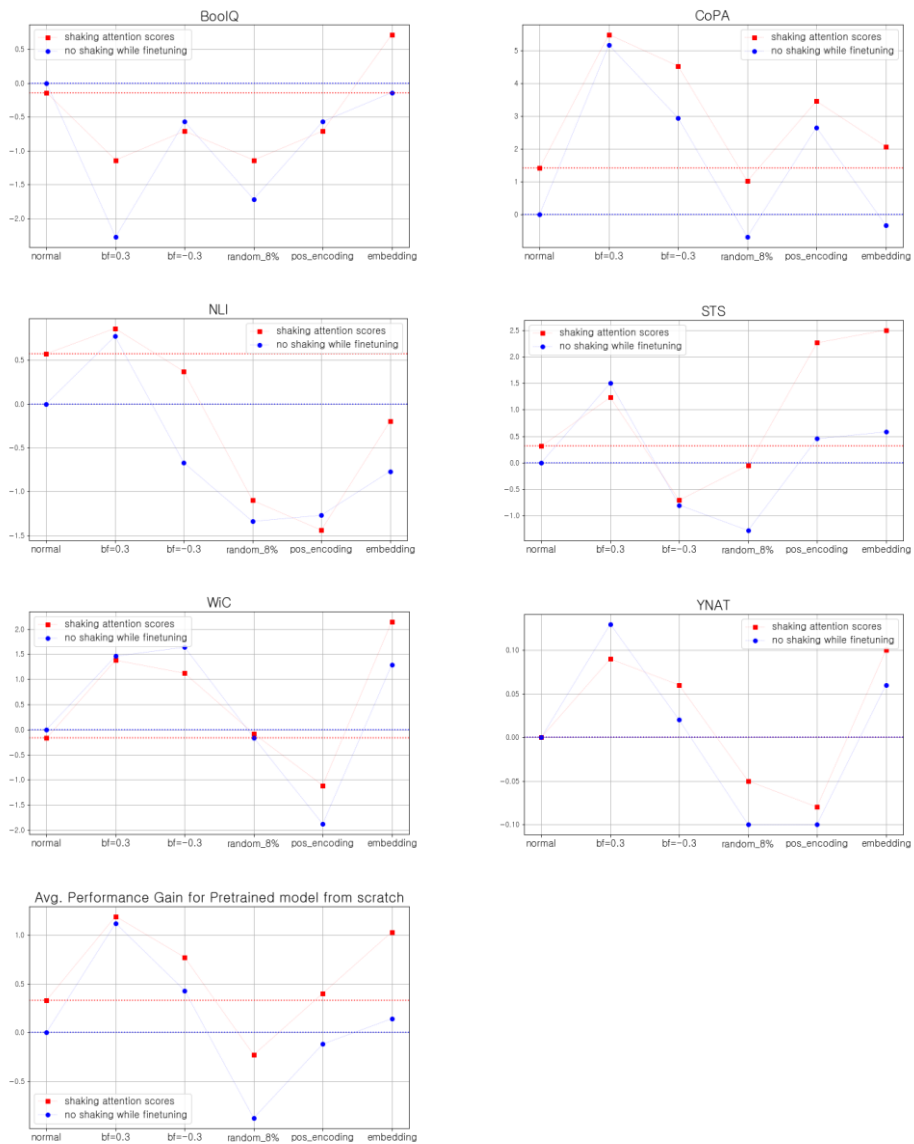 BoolQ
shaking attention scores
no shaking while finetuning
0.5
0.0
−0.5
−1.0
−1.5
−2.0
normal bf=0.3 bf=−0.3 random_8% pos_encoding embedding
CoPA
shaking attention scores
no shaking while finetuning
5
4
3
2
1
0
normal bf=0.3 bf=−0.3 random_8% pos_encoding embedding
NLI
shaking attention scores
no shaking while finetuning
0.5
0.0
−0.5
−1.0
−1.5
normal bf=0.3 bf=−0.3 random_8% pos_encoding embedding
STS
2.5
shaking attention scores
2.0
no shaking while finetuning
1.5
1.0
0.5
0.0
−0.5
−1.0
normal bf=0.3 bf=−0.3 random_8% pos_encoding embedding
WiC
shaking attention scores
2.0
no shaking while finetuning
1.5
1.0
0.5
0.0
−0.5
−1.0
−1.5
−2.0
normal bf=0.3 bf=−0.3 random_8% pos_encoding embedding
YNAT
shaking attention scores
no shaking while finetuning
0.10
0.05
0.00
−0.05
−0.10
normal bf=0.3 bf=−0.3 random_8% pos_encoding embedding
Avg. Performance Gain for Pretrained model from scratch
1.0
0.5
0.0
−0.5
shaking attention scores
no shaking while finetuning
normal bf=0.3 bf=−0.3 random_8% pos_encoding embedding